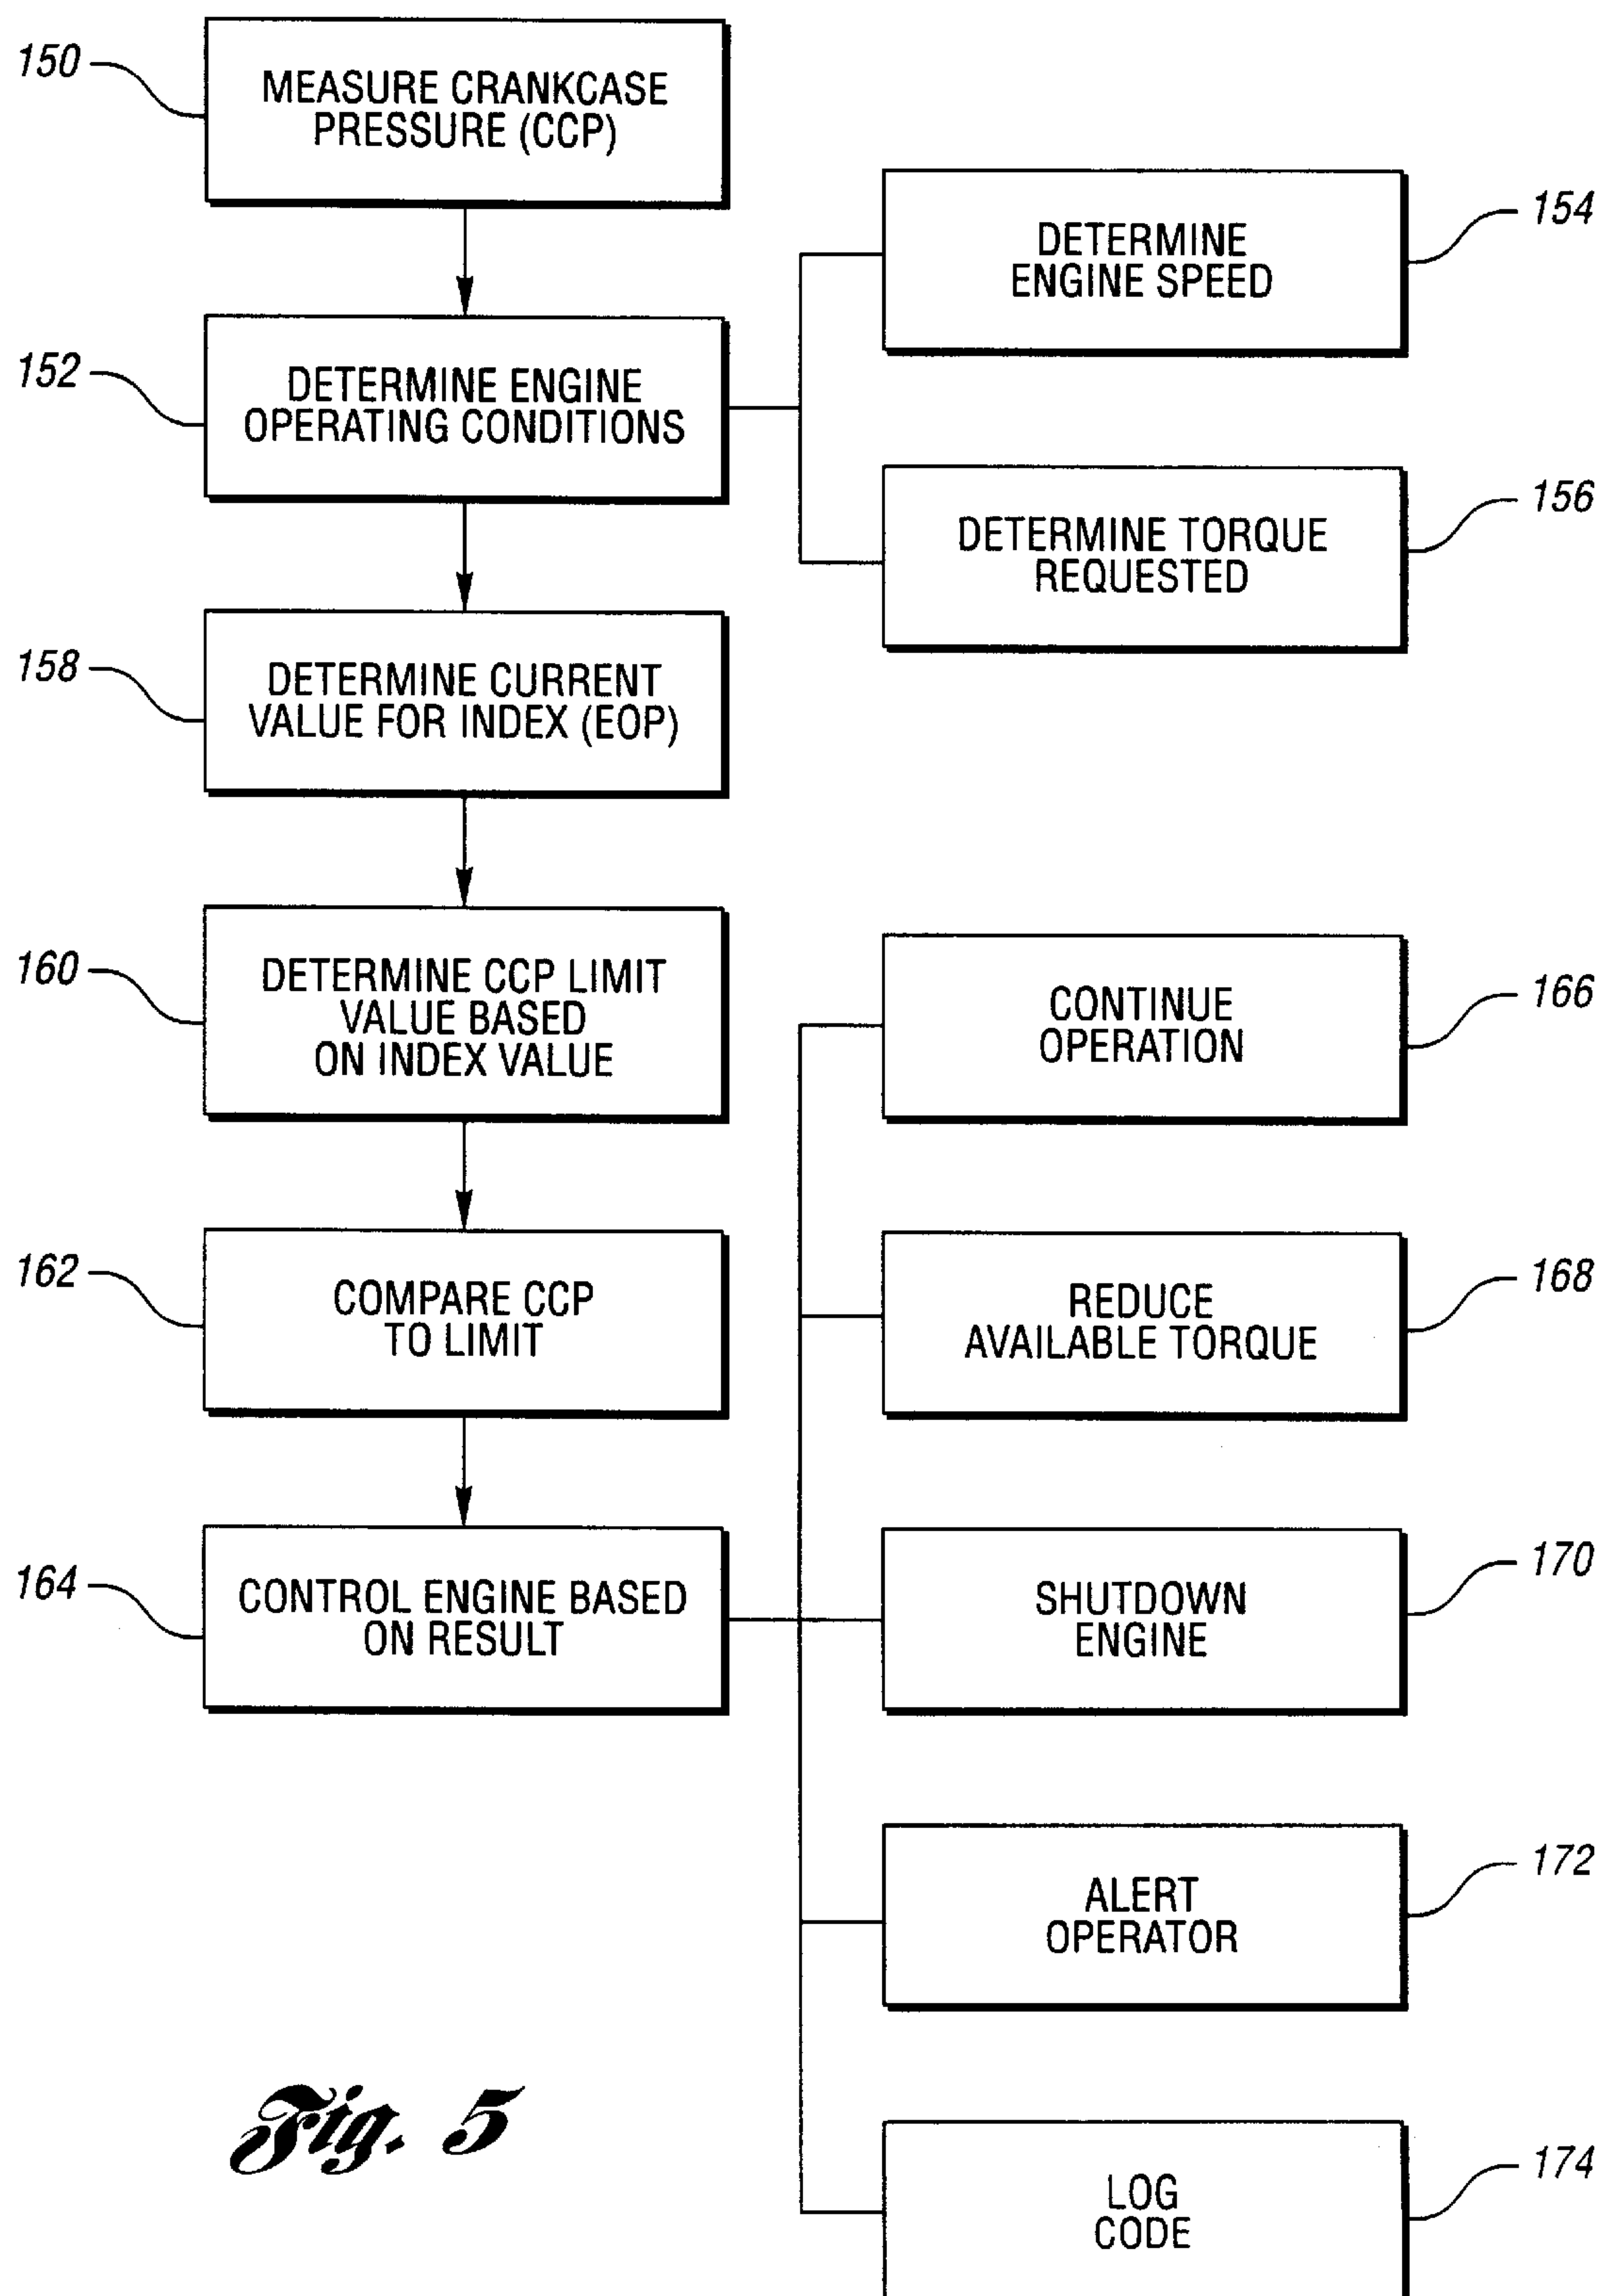 150
MEASURE CRANKCASE
PRESSURE (CCP)
154
DETERMINE
ENGINE SPEED
152
DETERMINE ENGINE
OPERATING CONDITIONS
156
DETERMINE TORQUE
REQUESTED
158
DETERMINE CURRENT
VALUE FOR INDEX (EOP)
160
DETERMINE CCP LIMIT
VALUE BASED
ON INDEX VALUE
166
CONTINUE
OPERATION
162
COMPARE CCP
TO LIMIT
168
REDUCE
AVAILABLE TORQUE
164
CONTROL ENGINE BASED
ON RESULT
170
SHUTDOWN
ENGINE
172
ALERT
OPERATOR
174
LOG
CODE
Fig. 5